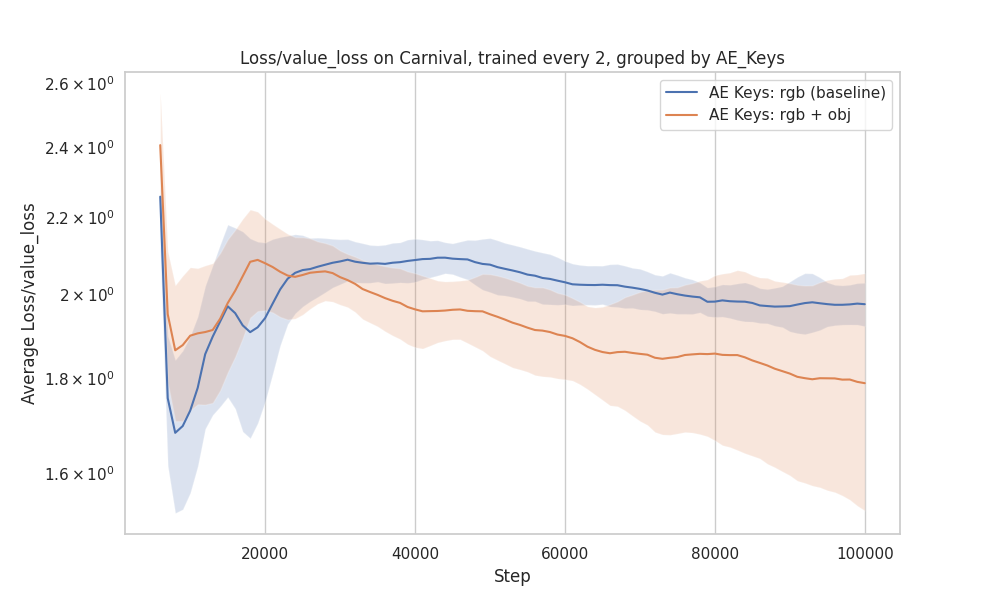 Loss/value_loss on Carnival, trained every 2, grouped by AE_Keys
AE Keys: rgb (baseline)
AE Keys: rgb + obj
2.6 × 10⁰
2.4 × 10⁰
2.2 × 10⁰
2 × 10⁰
1.8 × 10⁰
1.6 × 10⁰
Average Loss/value_loss
20000 40000 60000 80000 100000
Step